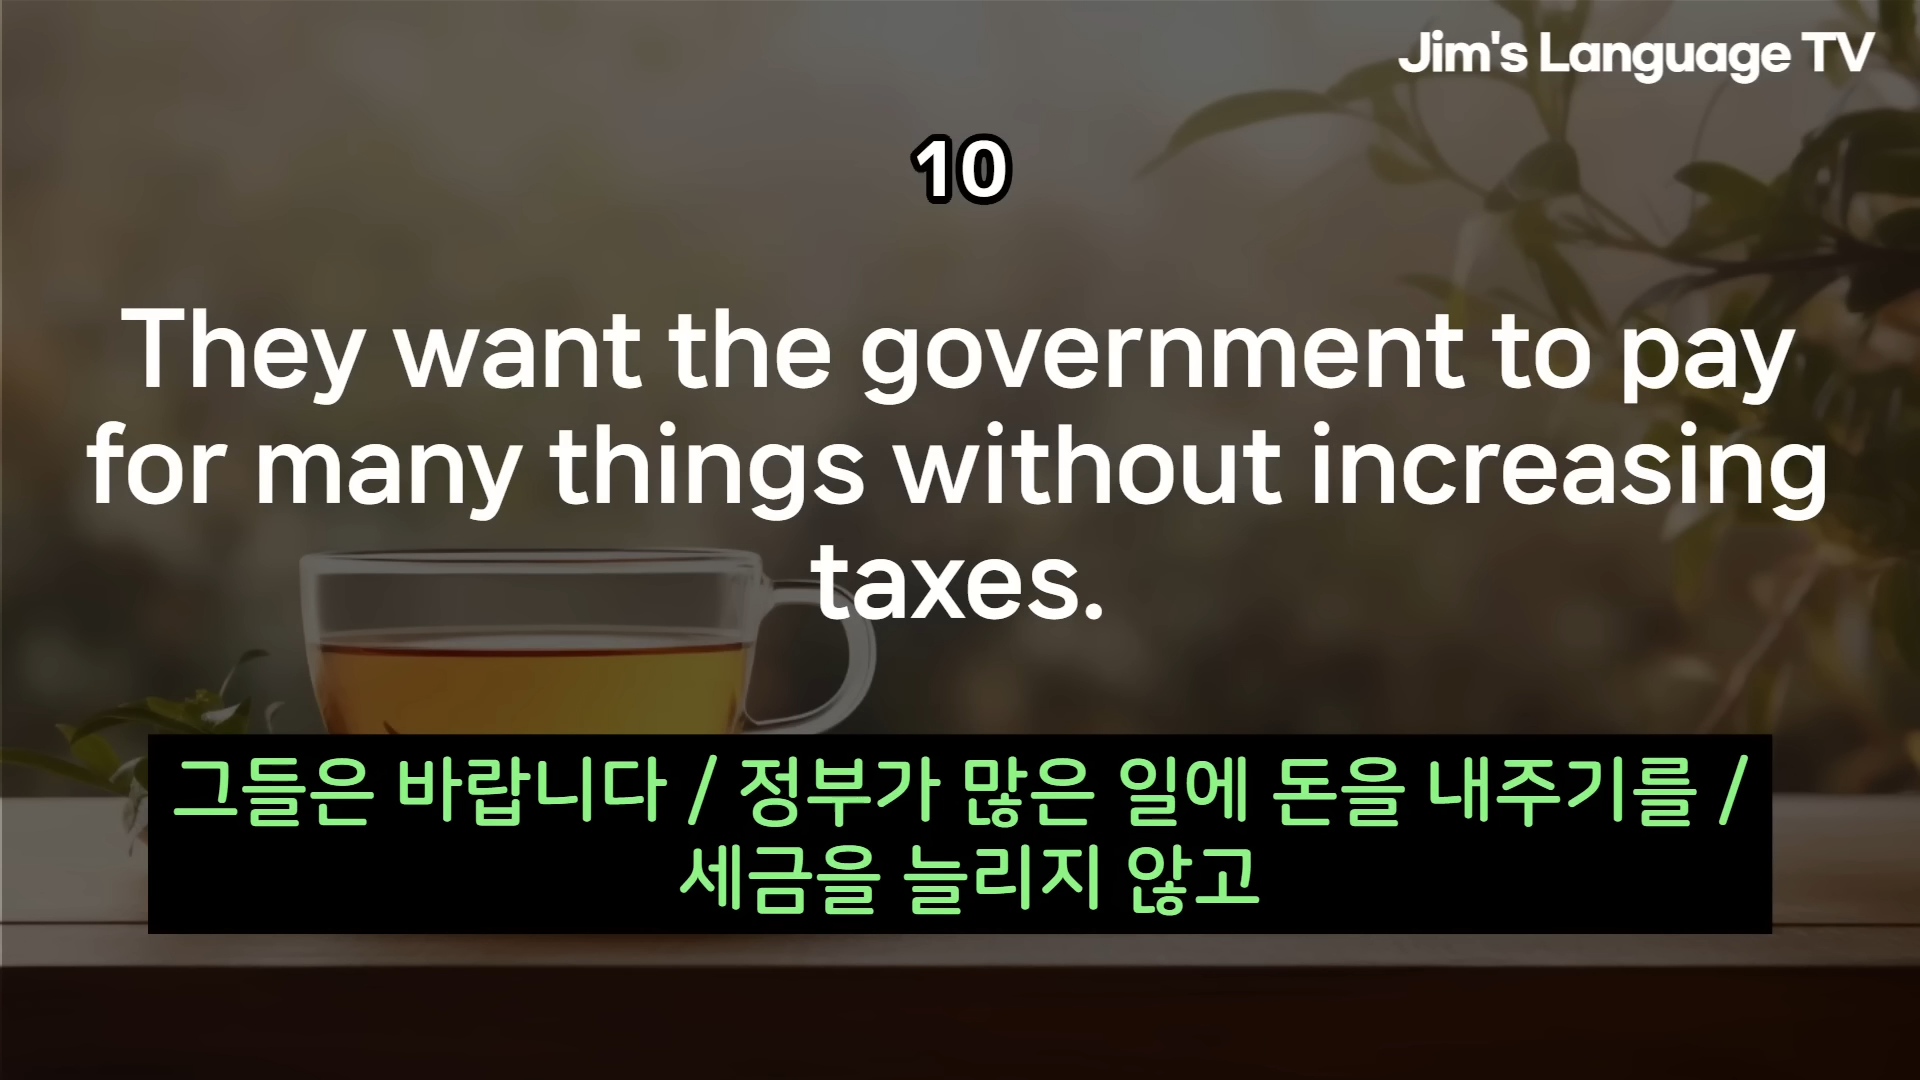 Jim's Language TV
10
They want the government to pay
for many things without increasing
taxes.
그들은 바랍니다 / 정부가 많은 일에 돈을 내주기를 /
세금을 늘리지 않고